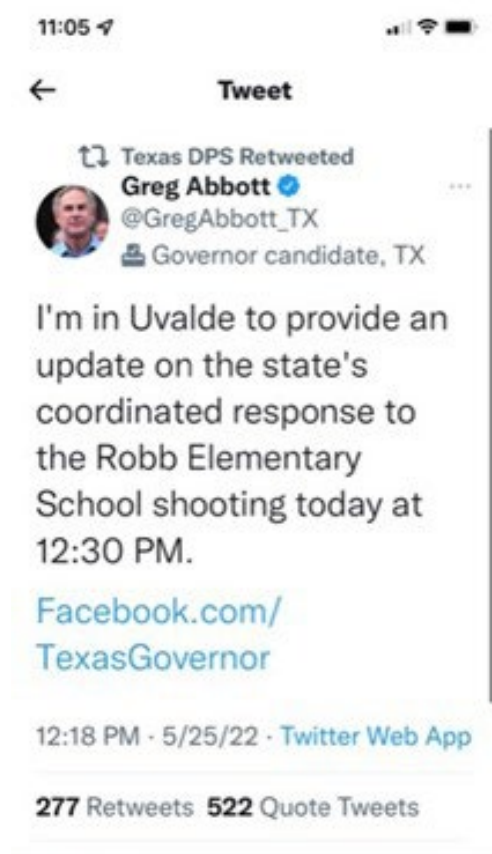 11:05
Tweet
Texas DPS Retweeted
Greg Abbott
@GregAbbott_TX
Governor candidate, TX
I'm in Uvalde to provide an
update on the state's
coordinated response to
the Robb Elementary
School shooting today at
12:30 PM.
Facebook.com/
TexasGovernor
12:18 PM · 5/25/22 · Twitter Web App
277 Retweets 522 Quote Tweets